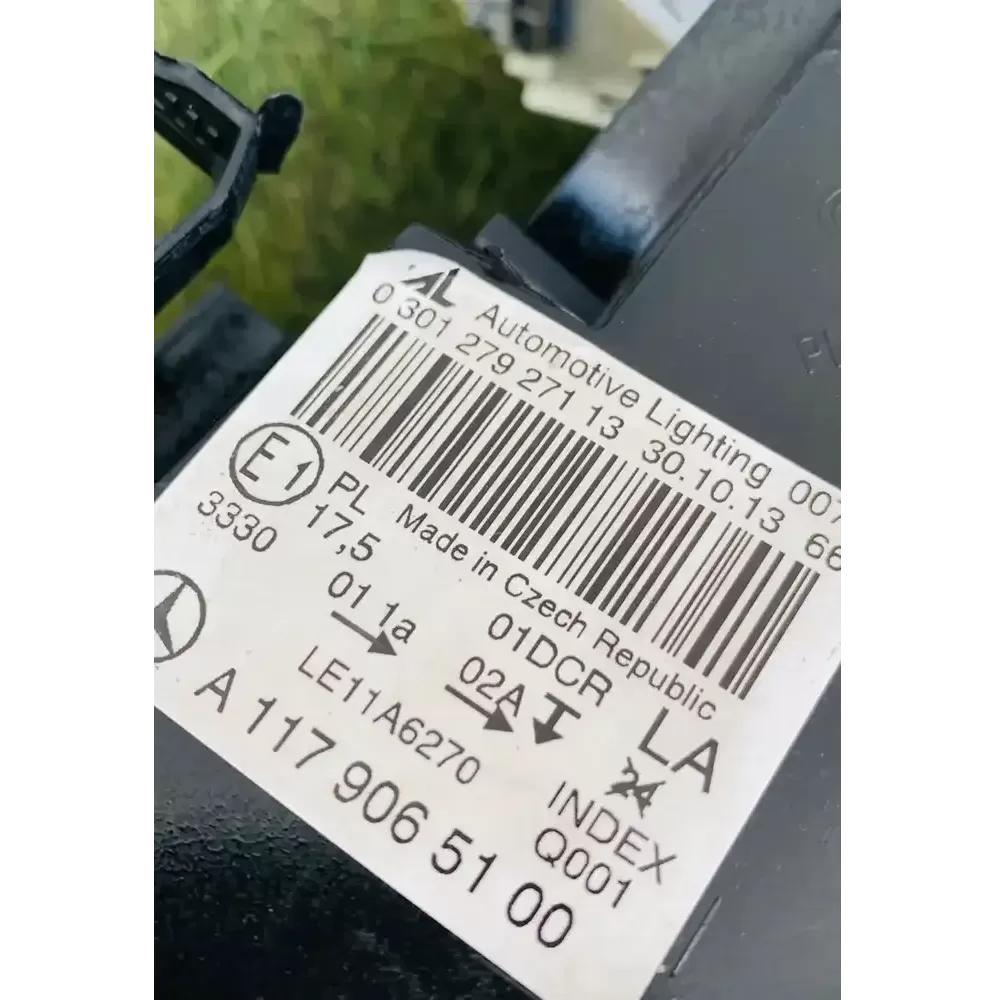 AL Automotive Lighting 007
0 301 279 271 13 30.10.13 66
E1
PL
17,5
Made in Czech Republic
3330
01 1a
01DCR
02A
LA
24
LE11A6270
INDEX
Q001
A 117 906 51 00